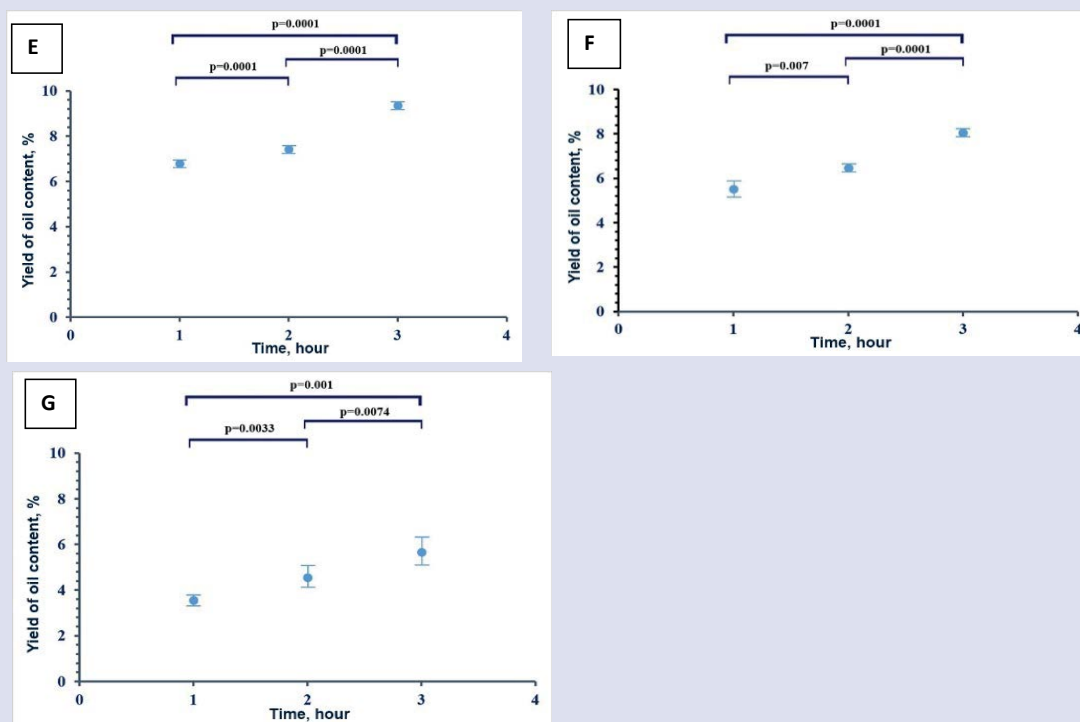 E
p=0.0001
p=0.0001
p=0.0001
10
8
6
4
2
0
Yield of oil content, %
0 1 2 3 4
Time, hour
F
p=0.0001
p=0.0001
p=0.007
10
8
6
4
2
0
Yield of oil content, %
0 1 2 3 4
Time, hour
G
p=0.001
p=0.0074
p=0.0033
10
8
6
4
2
0
Yield of oil content, %
0 1 2 3 4
Time, hour